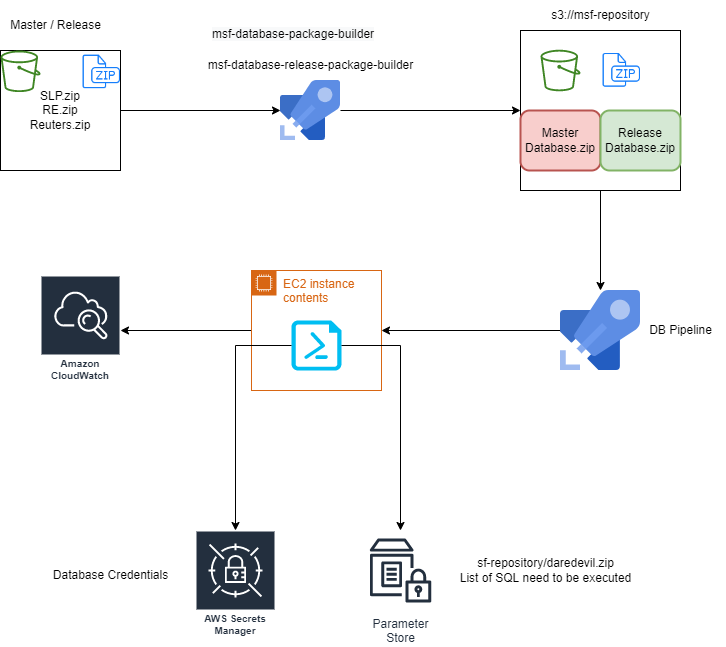 Master / Release
msf-database-package-builder
s3://msf-repository
msf-database-release-package-builder
ZIP
SLP.zip
RE.zip
Reuters.zip
ZIP
Master
Database.zip
Release
Database.zip
EC2 instance
contents
DB Pipeline
Amazon
CloudWatch
Database Credentials
AWS Secrets
Manager
Parameter
Store
sf-repository/daredevil.zip
List of SQL need to be executed